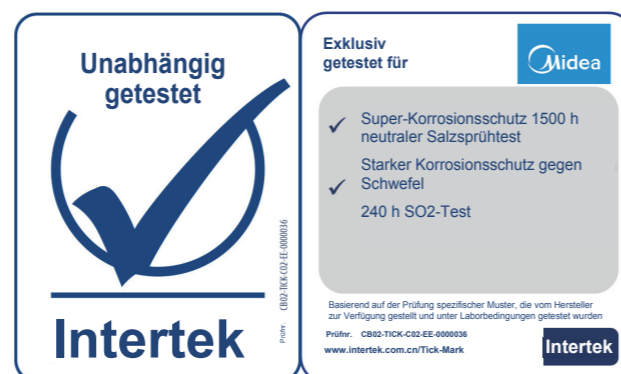 Unabhängig
getestet
Prüfnr. CB02-TICK-C02-EE-0000036
Intertek
Exklusiv
getestet für
Midea
Super-Korrosionsschutz 1500 h
neutraler Salzsprühtest
Starker Korrosionsschutz gegen
Schwefel
240 h SO2-Test
Basierend auf der Prüfung spezifischer Muster, die vom Hersteller
zur Verfügung gestellt und unter Laborbedingungen getestet wurden
Prüfnr. CB02-TICK-C02-EE-0000036
www.intertek.com.cn/Tick-Mark
Intertek